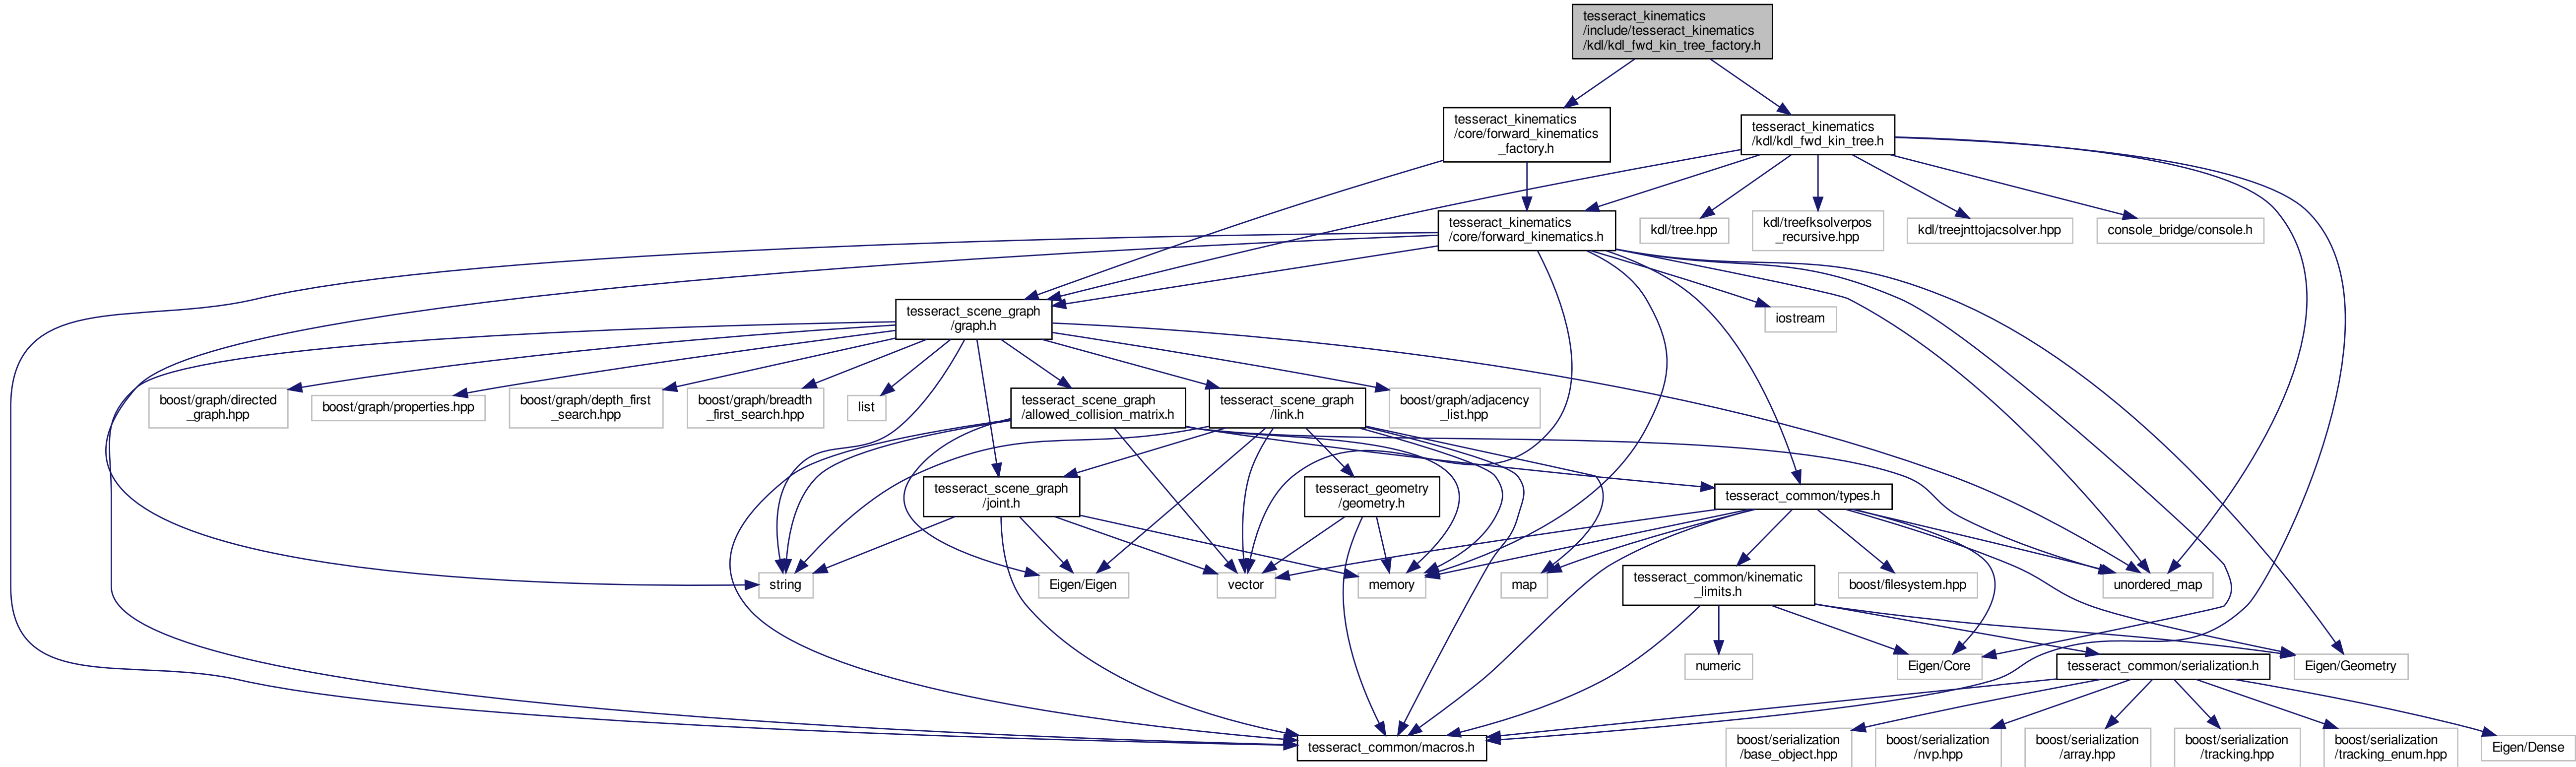 tesseract_kinematics
/include/tesseract_kinematics
/kdl/kdl_fwd_kin_tree_factory.h
tesseract_kinematics
/core/forward_kinematics
_factory.h
tesseract_kinematics
/kdl/kdl_fwd_kin_tree.h
tesseract_kinematics
/core/forward_kinematics.h
kdl/tree.hpp
kdl/treefksolverpos
_recursive.hpp
kdl/treejnttojacsolver.hpp
console_bridge/console.h
tesseract_scene_graph
/graph.h
iostream
boost/graph/directed
_graph.hpp
boost/graph/properties.hpp
boost/graph/depth_first
_search.hpp
boost/graph/breadth
_first_search.hpp
list
tesseract_scene_graph
/allowed_collision_matrix.h
tesseract_scene_graph
/link.h
boost/graph/adjacency
_list.hpp
tesseract_scene_graph
/joint.h
tesseract_geometry
/geometry.h
tesseract_common/types.h
string
Eigen/Eigen
vector
memory
map
tesseract_common/kinematic
_limits.h
boost/filesystem.hpp
unordered_map
numeric
Eigen/Core
tesseract_common/serialization.h
Eigen/Geometry
tesseract_common/macros.h
boost/serialization
/base_object.hpp
boost/serialization
/nvp.hpp
boost/serialization
/array.hpp
boost/serialization
/tracking.hpp
boost/serialization
/tracking_enum.hpp
Eigen/Dense